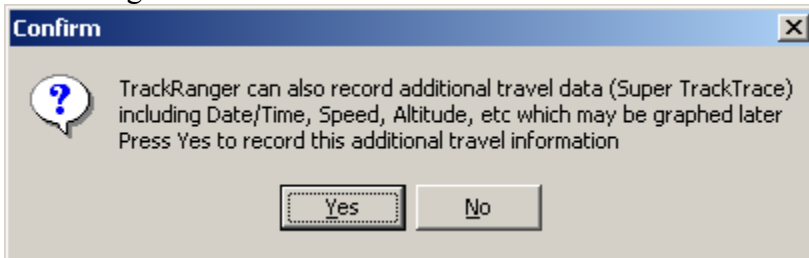 Confirm
TrackRanger can also record additional travel data (Super TrackTrace)
including Date/Time, Speed, Altitude, etc which may be graphed later
Press Yes to record this additional travel information
Yes
No